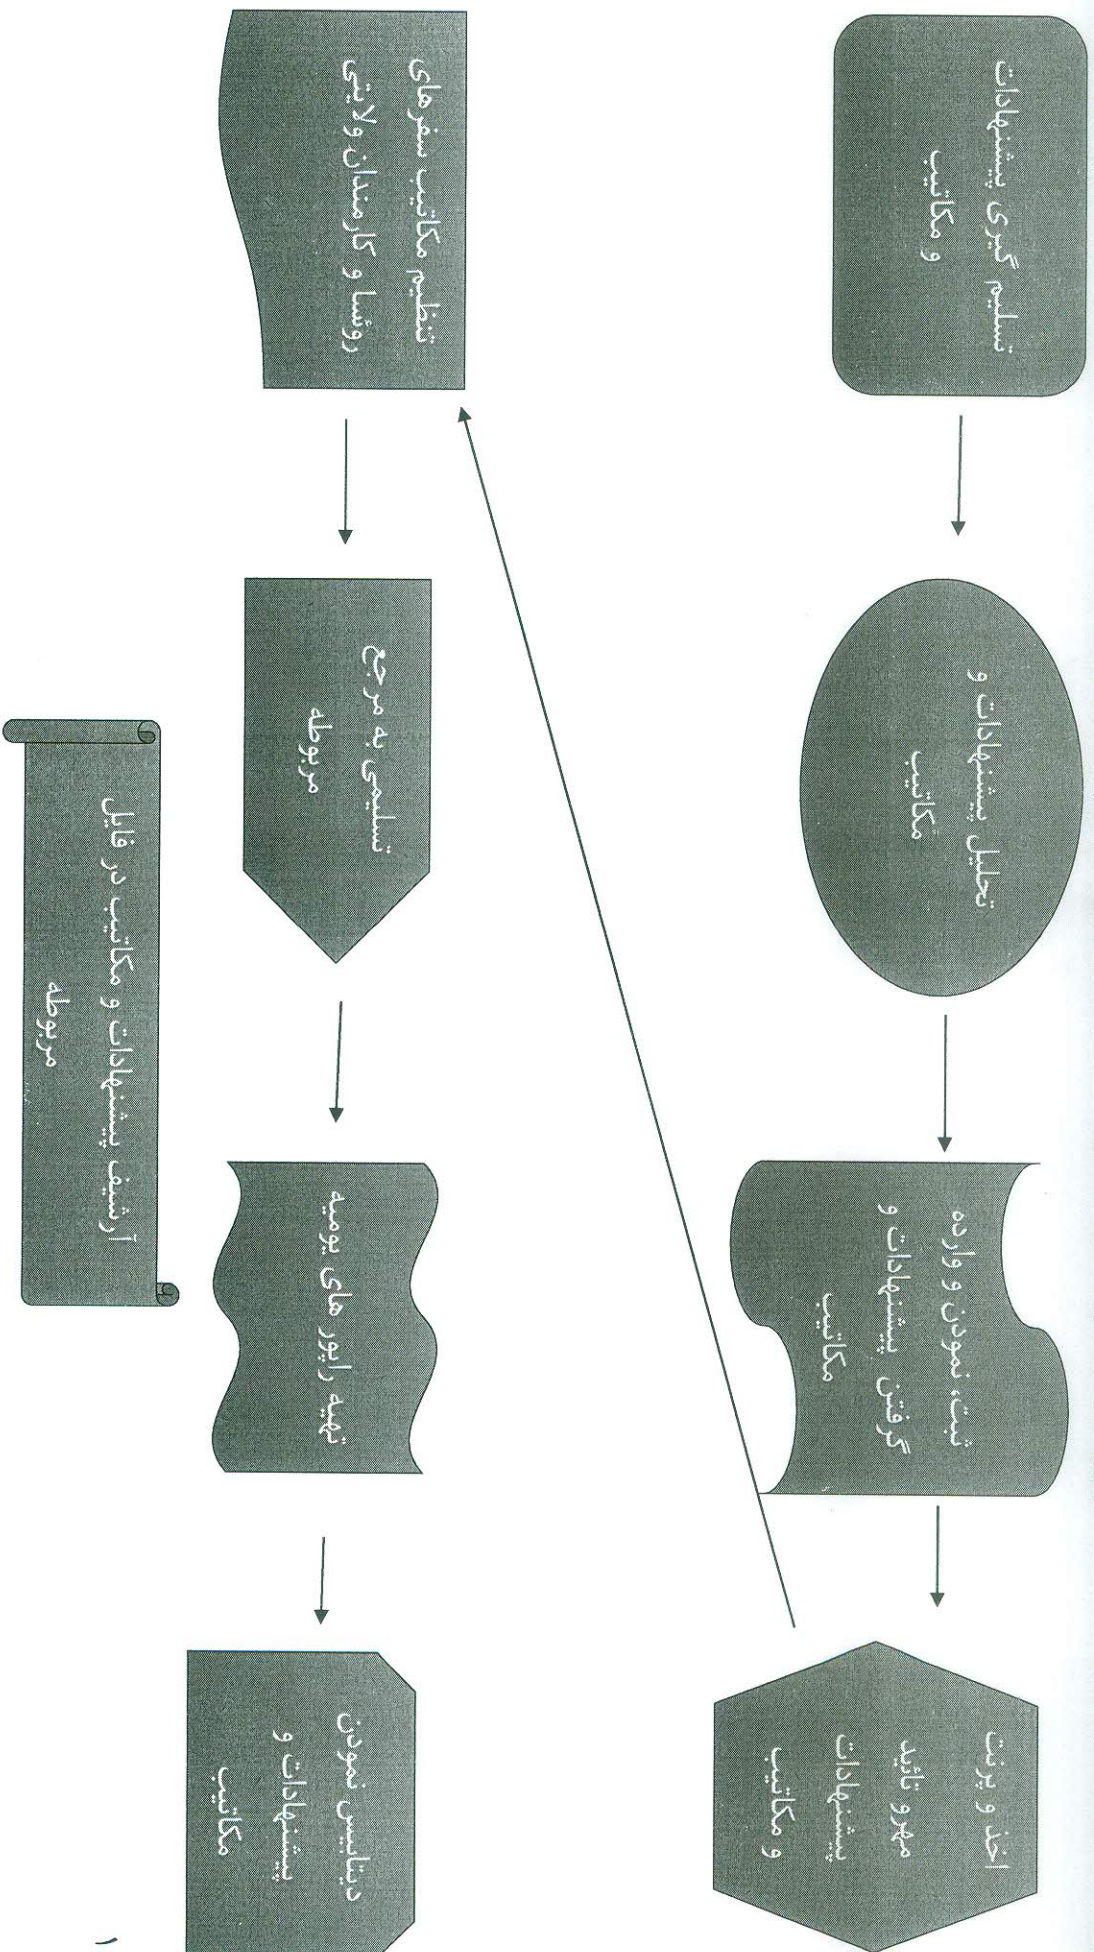 تسلیم گیری پیشنهادات
و مکاتیب
تحلیل پیشنهادات و
مکاتیب
ثبت، نمودن و وارده
گرفتن پیشنهادات و
مکاتیب
اخذ و پرنت
مهرو تائید
پیشنهادات
و مکاتیب
تنظیم مکاتیب سفرهای
روئسا و کارمندان ولایتی
تسلیمی به مرجع
مربوطه
تهیه راپور های یومیه
دیتابیس نمودن
پیشنهادات و
مکاتیب
آرشیف پیشنهادات و مکاتیب در فایل
مربوطه